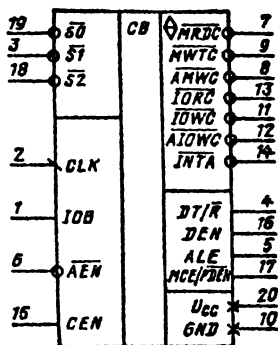 19 S0 CB MRDC 7
3 S1 MWTC 9
18 S2 AMWC 8
IORC 13
IOWC 11
2 CLK AIOWC 12
INTA 14
1 IOB DT/R 4
DEN 16
6 AEN ALE 5
MCE/PDEN 17
15 CEN UCC 20
GND 10